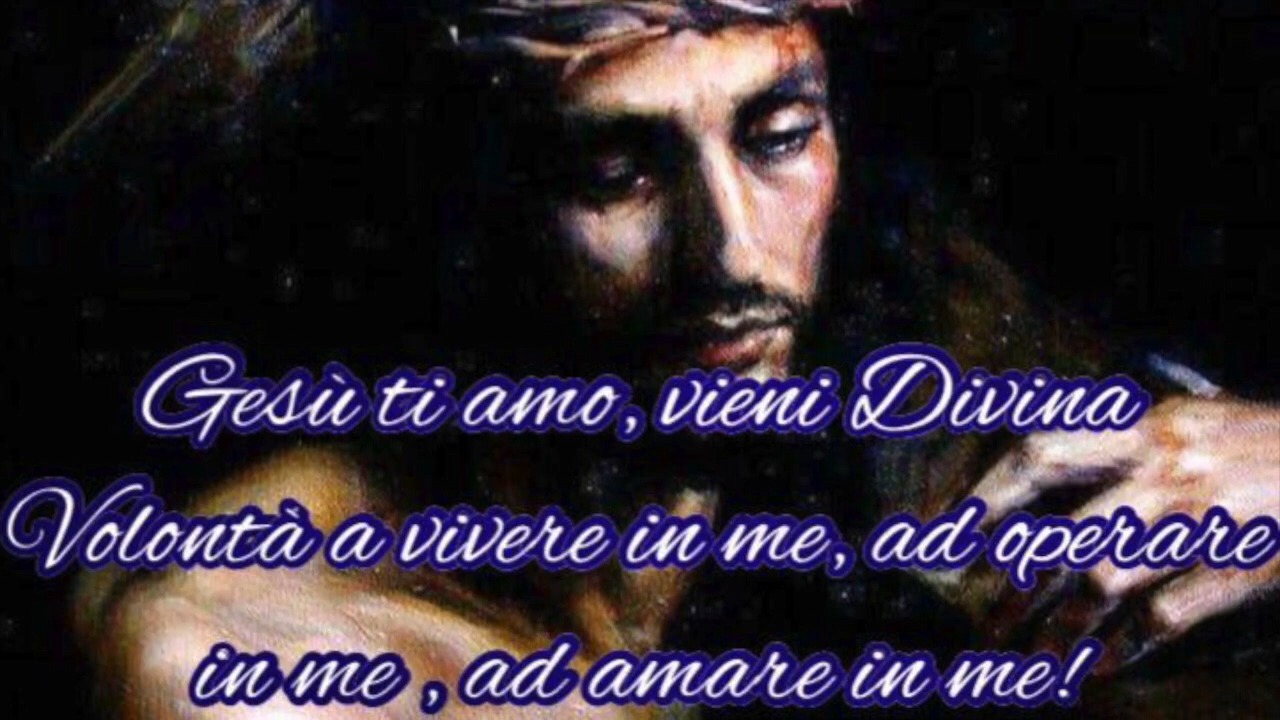 Gesù ti amo, vieni Divina
Volontà a vivere in me, ad operare
in me , ad amare in me!